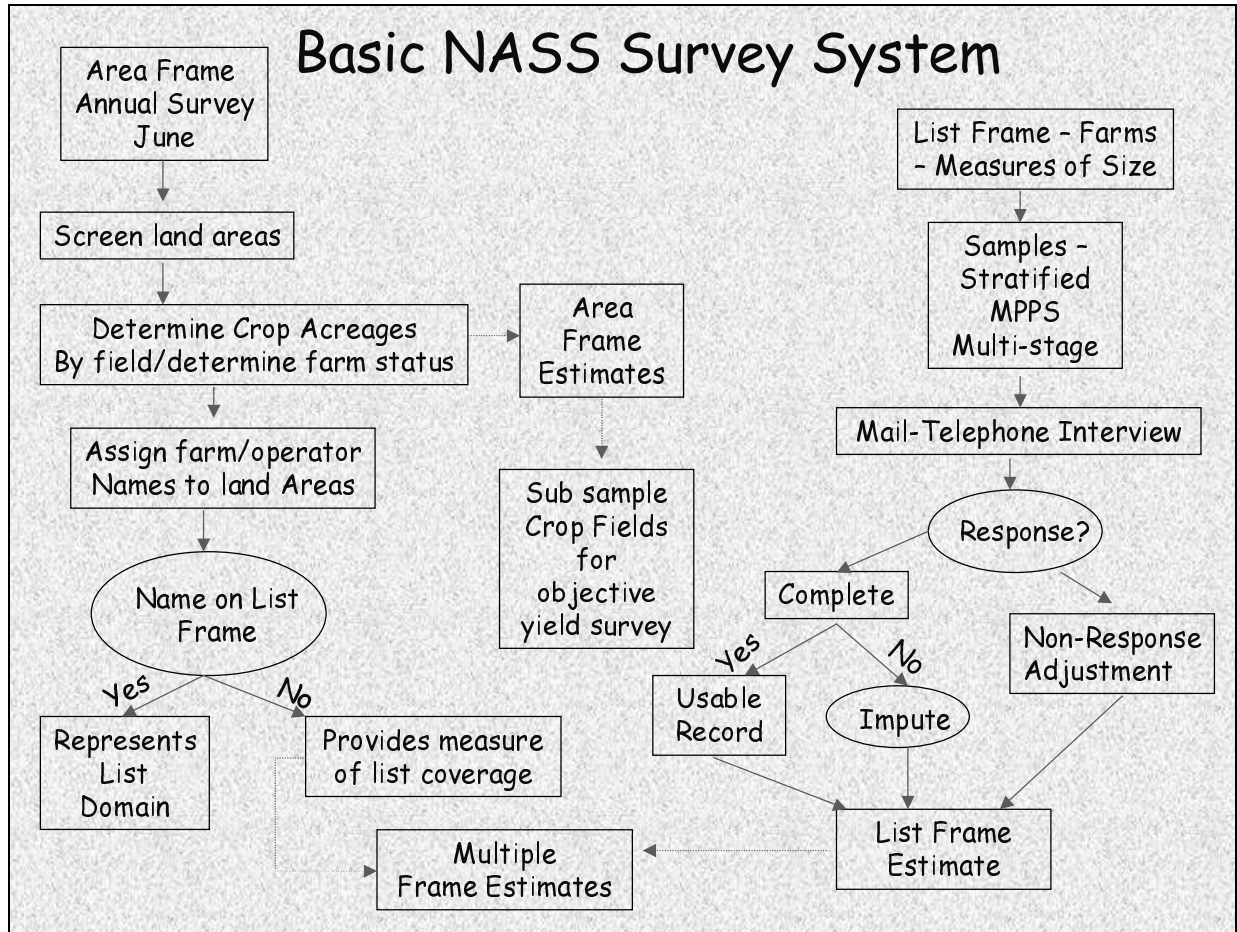 Basic NASS Survey System
Area Frame
Annual Survey
June
Screen land areas
Determine Crop Acreages
By field/determine farm status
Area
Frame
Estimates
Sub sample
Crop Fields
for
objective
yield survey
Assign farm/operator
Names to land Areas
Name on List
Frame
Yes
No
Represents
List
Domain
Provides measure
of list coverage
Multiple
Frame Estimates
List Frame – Farms
– Measures of Size
Samples –
Stratified
MPPS
Multi-stage
Mail-Telephone Interview
Response?
Complete
Yes
No
Usable
Record
Impute
Non-Response
Adjustment
List Frame
Estimate